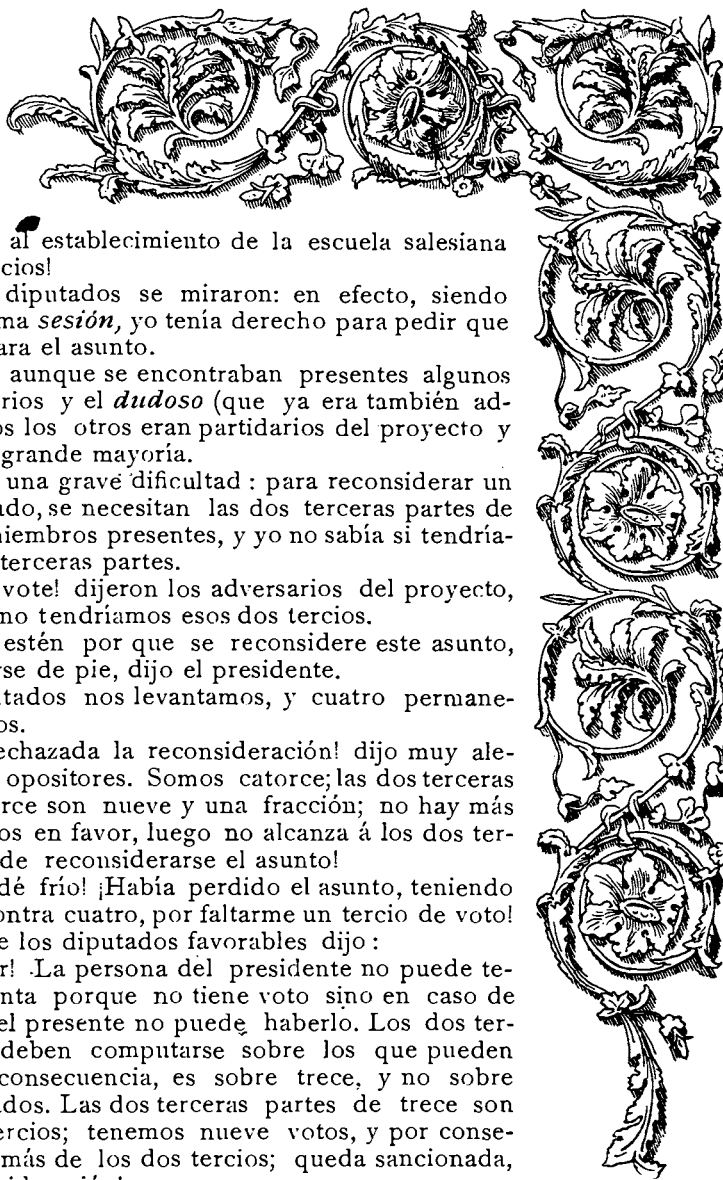 al establecimiento de la escuela salesiana
cios!
diputados se miraron: en efecto, siendo
ma sesión, yo tenía derecho para pedir que
ara el asunto.
aunque se encontraban presentes algunos
rios y el dudoso (que ya era también ad-
os los otros eran partidarios del proyecto y
grande mayoría.
una grave dificultad : para reconsiderar un
ado, se necesitan las dos terceras partes de
miembros presentes, y yo no sabía si tendría-
terceras partes.
vote! dijeron los adversarios del proyecto,
no tendríamos esos dos tercios.
estén por que se reconsidere este asunto,
rse de pie, dijo el presidente.
tados nos levantamos, y cuatro permane-
os.
echazada la reconsideración! dijo muy ale-
opositores. Somos catorce; las dos terceras
rce son nueve y una fracción; no hay más
os en favor, luego no alcanza á los dos ter-
de reconsiderarse el asunto!
dé frío! ¡Había perdido el asunto, teniendo
ontra cuatro, por faltarme un tercio de voto!
e los diputados favorables dijo :
r! La persona del presidente no puede te-
nta porque no tiene voto sino en caso de
el presente no puede haberlo. Los dos ter-
deben computarse sobre los que pueden
consecuencia, es sobre trece, y no sobre
ados. Las dos terceras partes de trece son
ercios; tenemos nueve votos, y por conse-
más de los dos tercios; queda sancionada,